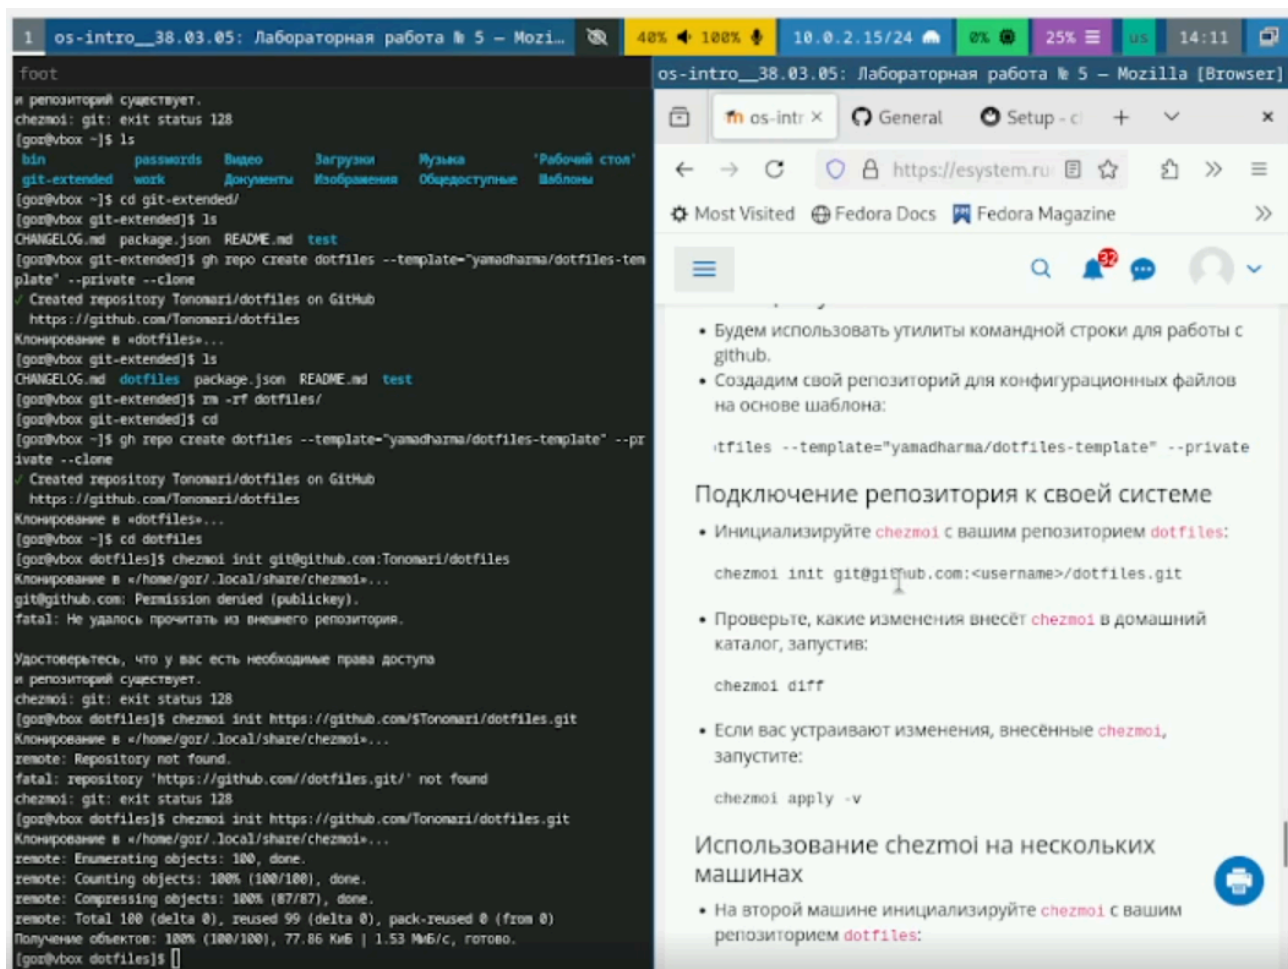 1 os-intro__38.03.05: Лабораторная работа № 5 — Mozi... 40% 100% 10.0.2.15/24 0% 25% us 14:11
foot
и репозиторий существует.
chezmoi: git: exit status 128
[gor@vbox ~]$ ls
bin passwords Видео Загрузки Музыка 'Рабочий стол'
git-extended work Документы Изображения Общедоступные Шаблоны
[gor@vbox ~]$ cd git-extended/
[gor@vbox git-extended]$ ls
CHANGELOG.md package.json README.md test
[gor@vbox git-extended]$ gh repo create dotfiles --template="yamadharma/dotfiles-tem
plate" --private --clone
✓ Created repository Tonomari/dotfiles on GitHub
https://github.com/Tonomari/dotfiles
Клонирование в «dotfiles»...
[gor@vbox git-extended]$ ls
CHANGELOG.md dotfiles package.json README.md test
[gor@vbox git-extended]$ rm -rf dotfiles/
[gor@vbox git-extended]$ cd
[gor@vbox ~]$ gh repo create dotfiles --template="yamadharma/dotfiles-template" --pr
ivate --clone
✓ Created repository Tonomari/dotfiles on GitHub
https://github.com/Tonomari/dotfiles
Клонирование в «dotfiles»...
[gor@vbox ~]$ cd dotfiles
[gor@vbox dotfiles]$ chezmoi init git@github.com:Tonomari/dotfiles
Клонирование в «/home/gor/.local/share/chezmoi»...
git@github.com: Permission denied (publickey).
fatal: Не удалось прочитать из внешнего репозитория.
Удостоверьтесь, что у вас есть необходимые права доступа
и репозиторий существует.
chezmoi: git: exit status 128
[gor@vbox dotfiles]$ chezmoi init https://github.com/$Tonomari/dotfiles.git
Клонирование в «/home/gor/.local/share/chezmoi»...
remote: Repository not found.
fatal: repository 'https://github.com//dotfiles.git/' not found
chezmoi: git: exit status 128
[gor@vbox dotfiles]$ chezmoi init https://github.com/Tonomari/dotfiles.git
Клонирование в «/home/gor/.local/share/chezmoi»...
remote: Enumerating objects: 100, done.
remote: Counting objects: 100% (100/100), done.
remote: Compressing objects: 100% (87/87), done.
remote: Total 100 (delta 0), reused 99 (delta 0), pack-reused 0 (from 0)
Получение объектов: 100% (100/100), 77.86 КиБ | 1.53 МиБ/с, готово.
[gor@vbox dotfiles]$
os-intro__38.03.05: Лабораторная работа № 5 — Mozilla [Browser]
os-intr General Setup - c
https://esystem.ru
Most Visited Fedora Docs Fedora Magazine
32
• Будем использовать утилиты командной строки для работы с
github.
• Создадим свой репозиторий для конфигурационных файлов
на основе шаблона:
tfiles --template="yamadharma/dotfiles-template" --private
Подключение репозитория к своей системе
• Инициализируйте chezmoi с вашим репозиторием dotfiles:
chezmoi init git@github.com:<username>/dotfiles.git
• Проверьте, какие изменения внесёт chezmoi в домашний
каталог, запустив:
chezmoi diff
• Если вас устраивают изменения, внесённые chezmoi,
запустите:
chezmoi apply -v
Использование chezmoi на нескольких
машинах
• На второй машине инициализируйте chezmoi с вашим
репозиторием dotfiles: